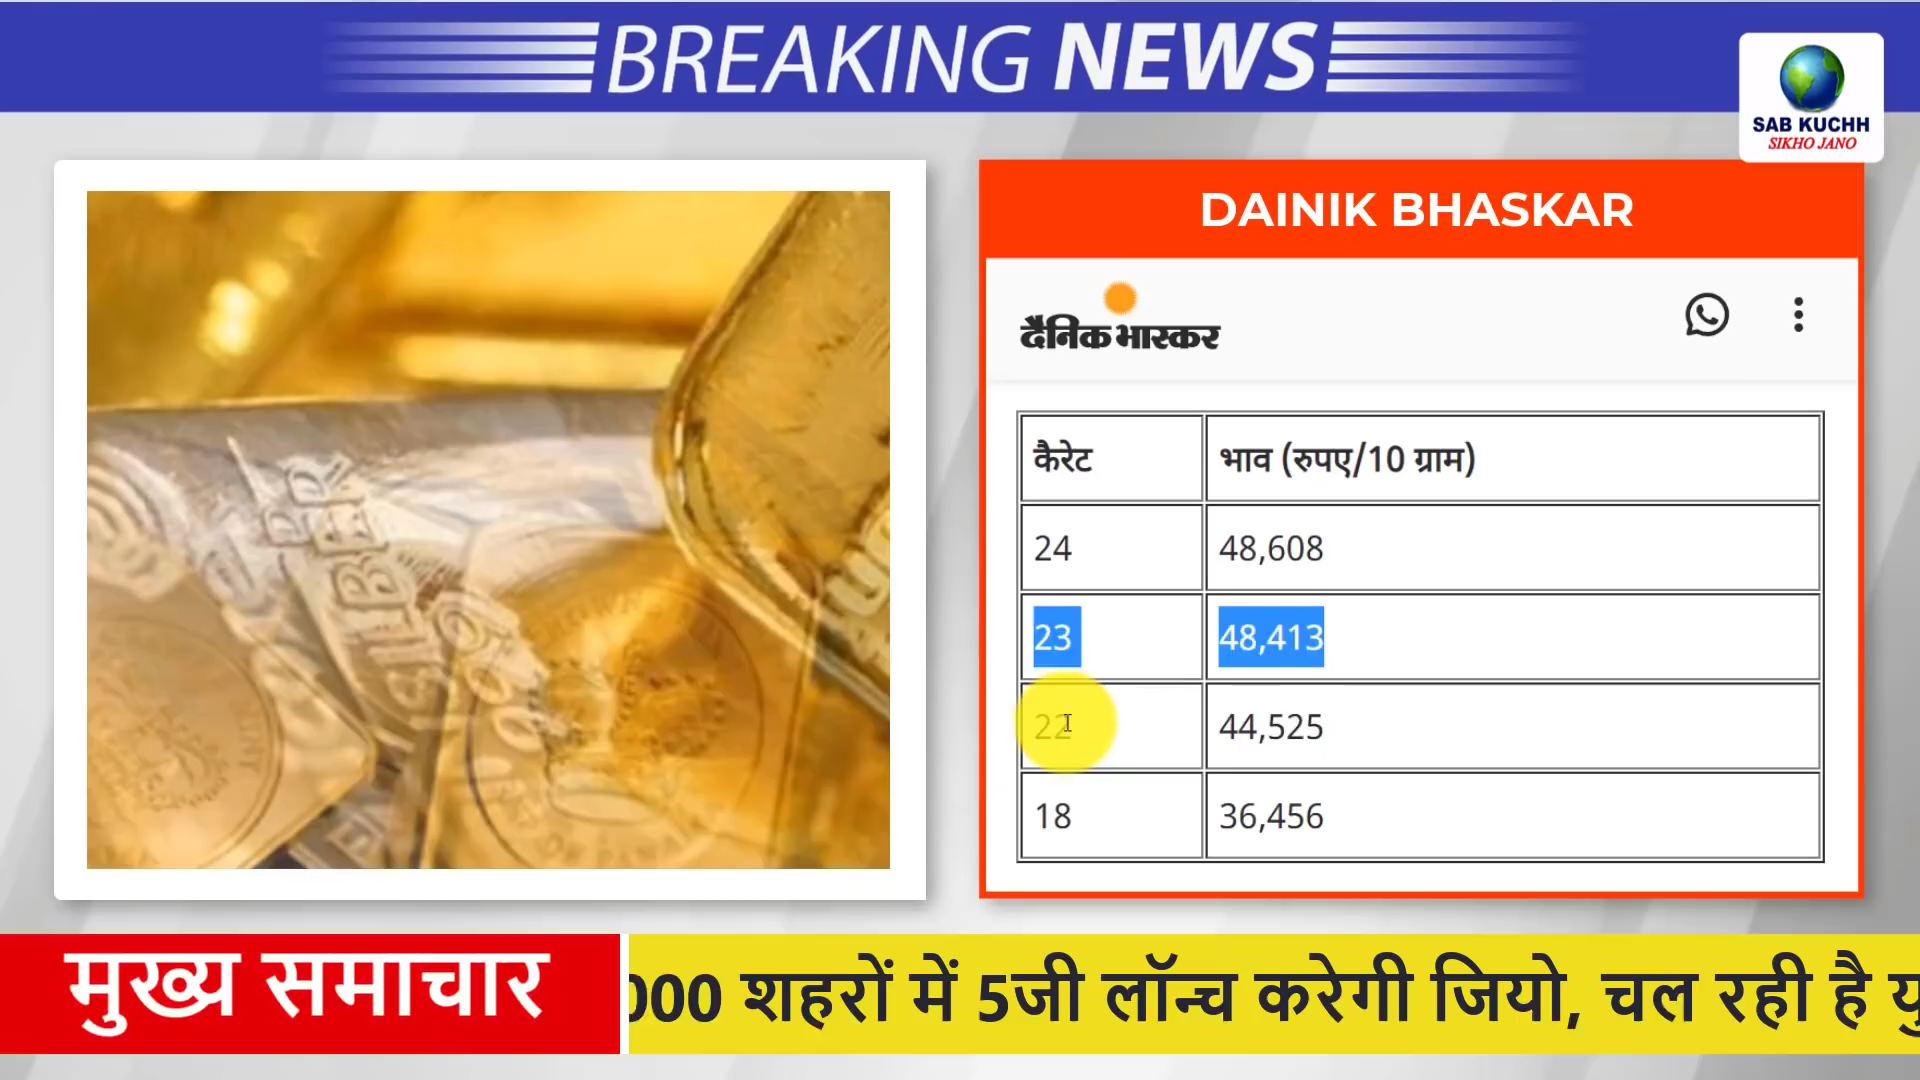 BREAKING NEWS
SAB KUCHH
SIKHO JANO
DAINIK BHASKAR
दैनिक भास्कर
कैरेट भाव (रुपए/10 ग्राम)
24 48,608
23 48,413
22 44,525
18 36,456
मुख्य समाचार
000 शहरों में 5जी लॉन्च करेगी जियो, चल रही है